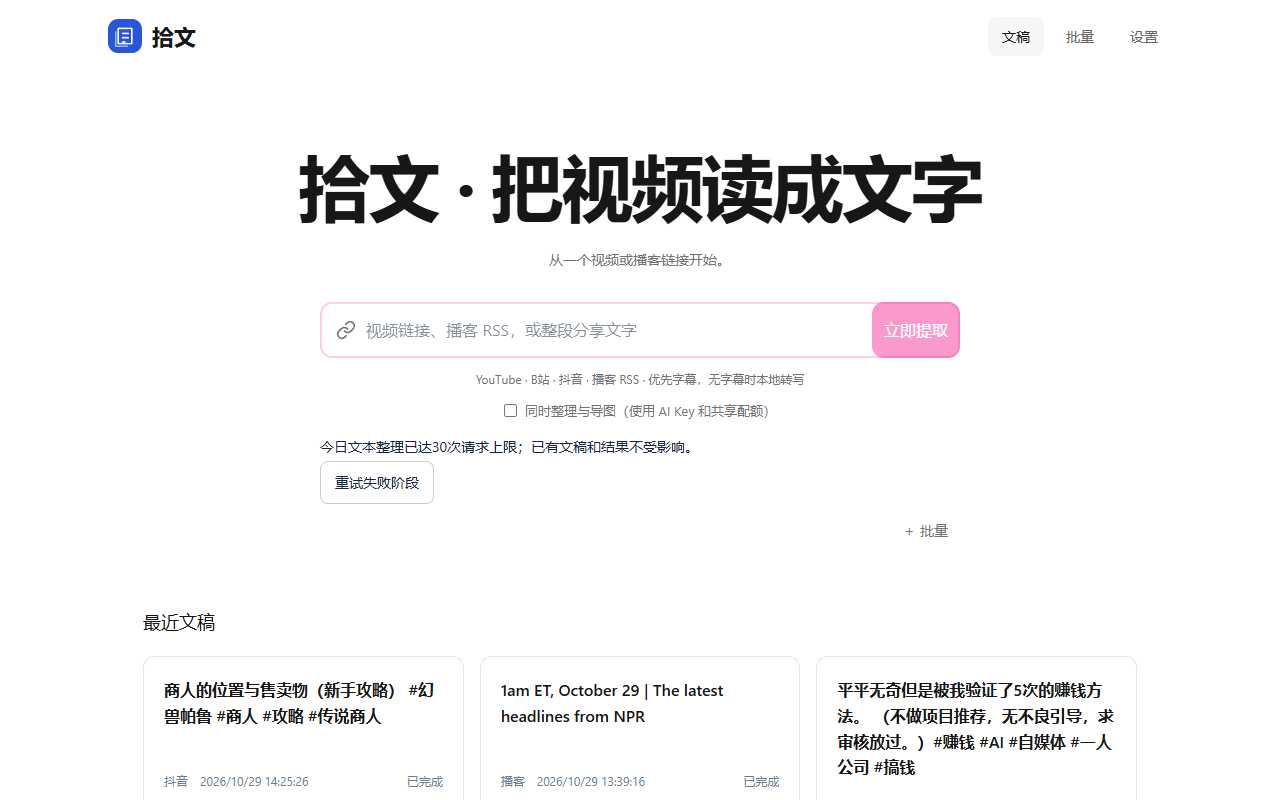 拾文
文稿 批量 设置
拾文 · 把视频读成文字
从一个视频或播客链接开始。
视频链接、播客 RSS，或整段分享文字 立即提取
YouTube · B站 · 抖音 · 播客 RSS · 优先字幕，无字幕时本地转写
同时整理与导图（使用 AI Key 和共享配额）
今日文本整理已达30次请求上限；已有文稿和结果不受影响。
重试失败阶段
+ 批量
最近文稿
商人的位置与售卖物（新手攻略） #幻
兽帕鲁 #商人 #攻略 #传说商人
抖音 2026/10/29 14:25:26 已完成
1am ET, October 29 | The latest
headlines from NPR
播客 2026/10/29 13:39:16 已完成
平平无奇但是被我验证了5次的赚钱方
法。 （不做项目推荐，无不良引导，求
审核放过。）#赚钱 #AI #自媒体 #一人
公司 #搞钱